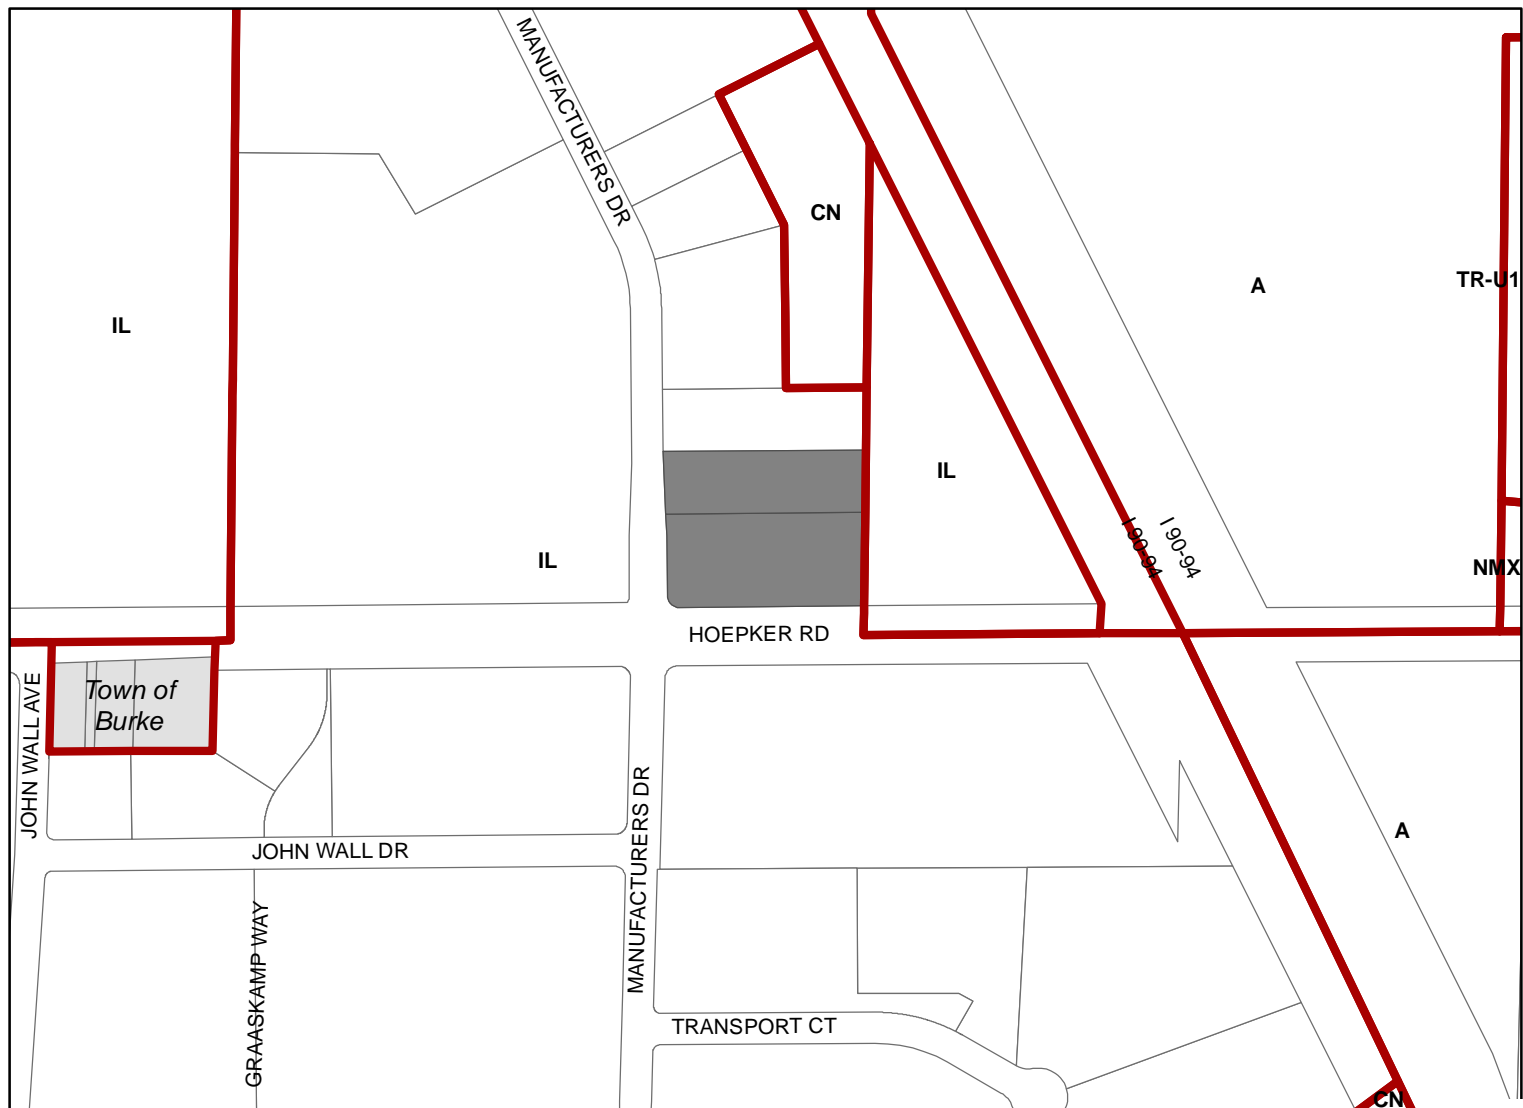 MANUFACTURERS DR
CN
A
TR-U1
IL
IL
I 90-94
I 90-94
IL
NMX
HOEPKER RD
Town of
Burke
JOHN WALL AVE
MANUFACTURERS DR
A
JOHN WALL DR
GRAASKAMP WAY
TRANSPORT CT
CN